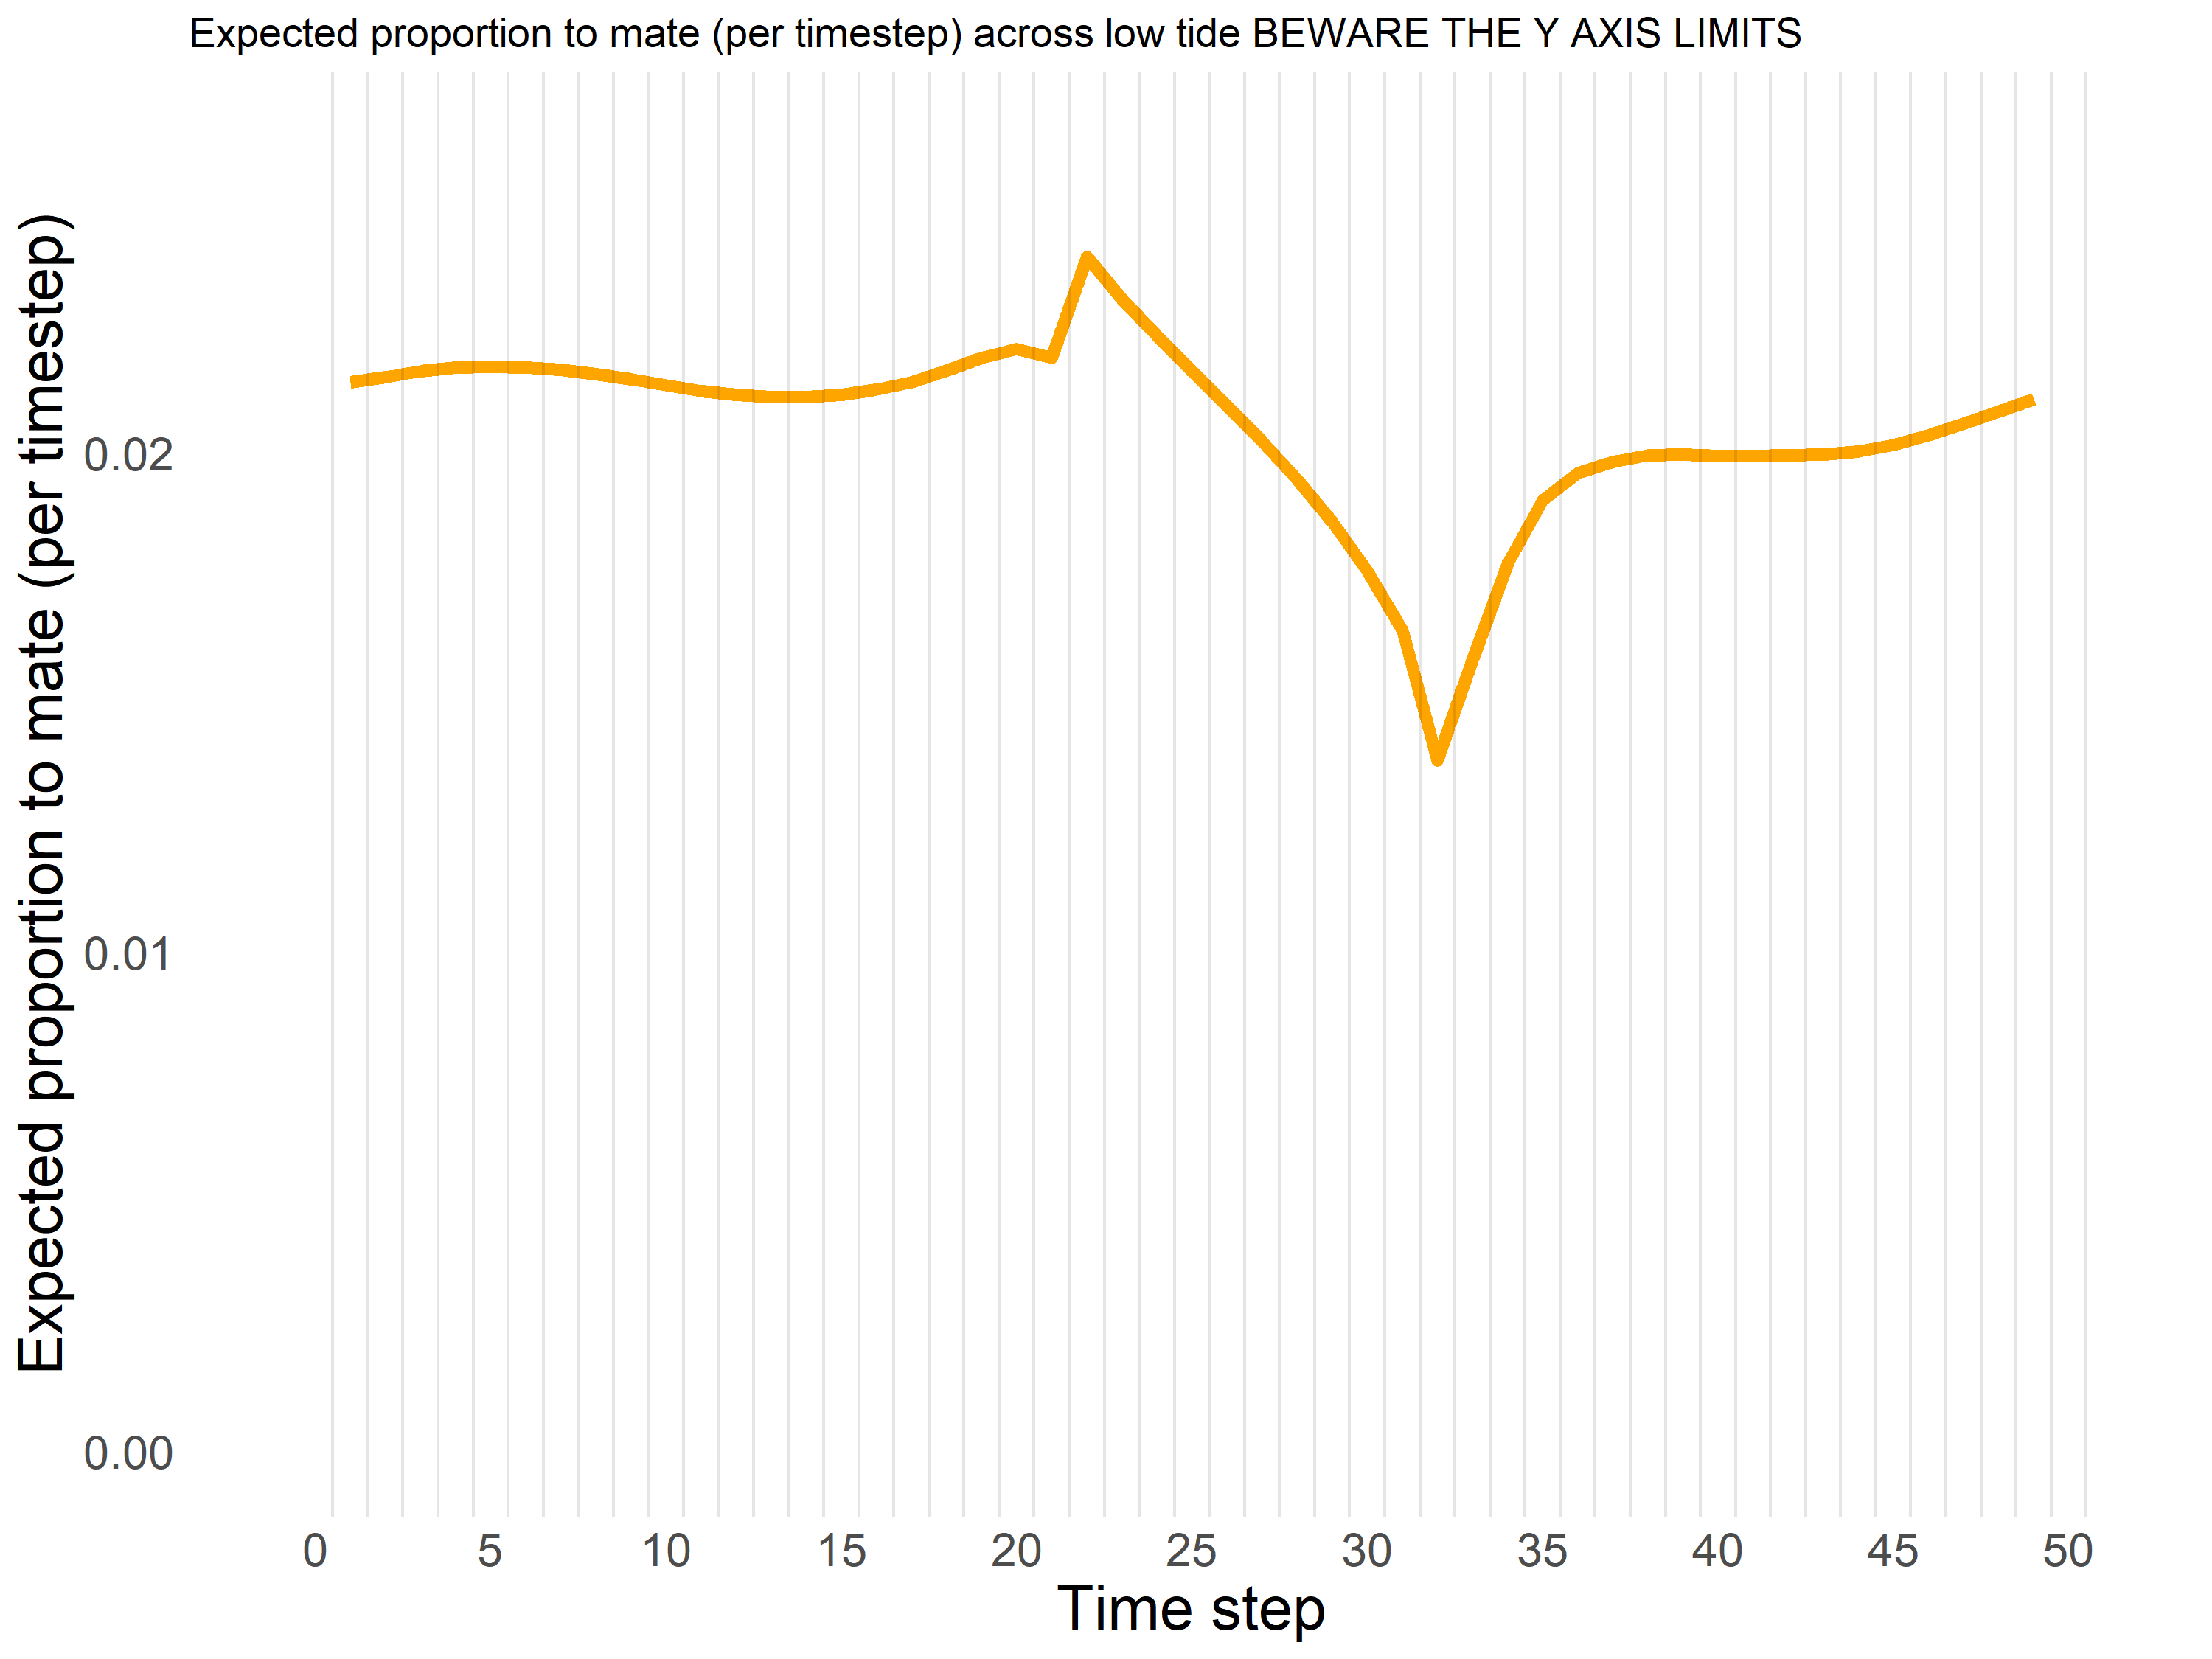 Expected proportion to mate (per timestep) across low tide BEWARE THE Y AXIS LIMITS
Expected proportion to mate (per timestep)
0.02
0.01
0.00
0 5 10 15 20 25 30 35 40 45 50
Time step